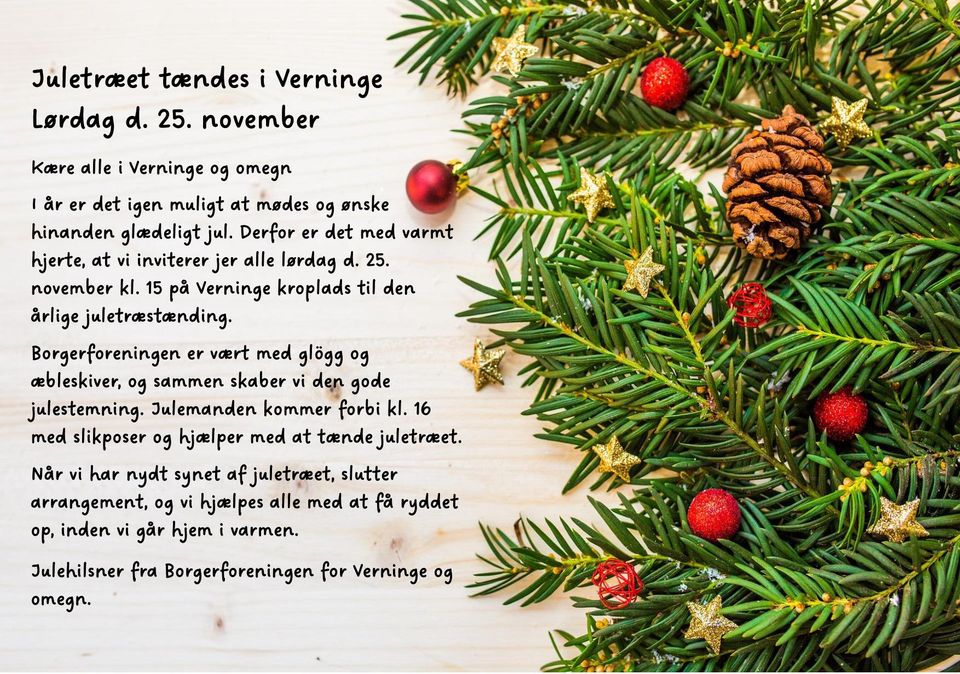 Juletræet tændes i Verninge
Lørdag d. 25. november
Kære alle i Verninge og omegn
I år er det igen muligt at mødes og ønske
hinanden glædeligt jul. Derfor er det med varmt
hjerte, at vi inviterer jer alle lørdag d. 25.
november kl. 15 på Verninge kroplads til den
årlige juletræstænding.
Borgerforeningen er vært med glögg og
æbleskiver, og sammen skaber vi den gode
julestemning. Julemanden kommer forbi kl. 16
med slikposer og hjælper med at tænde juletræet.
Når vi har nydt synet af juletræet, slutter
arrangement, og vi hjælpes alle med at få ryddet
op, inden vi går hjem i varmen.
Julehilsner fra Borgerforeningen for Verninge og
omegn.